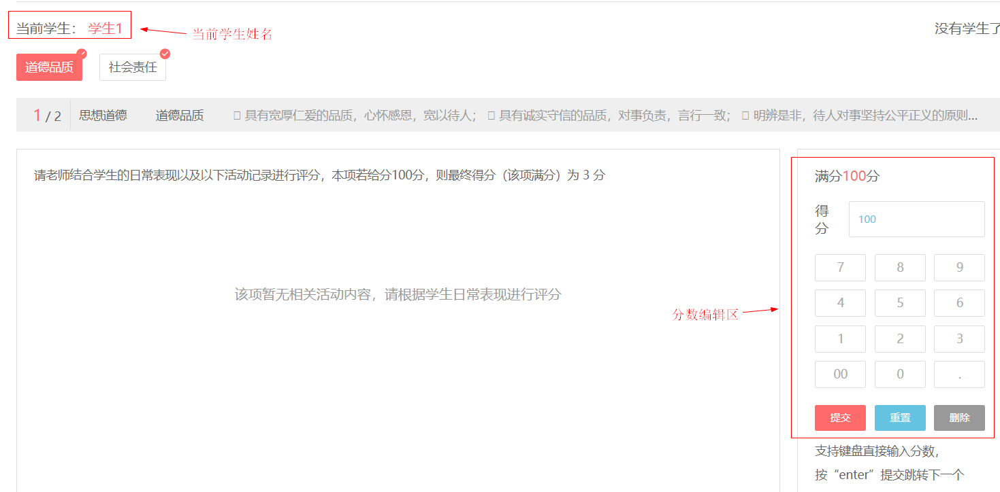 当前学生： 学生1
当前学生姓名
没有学生了
道德品质
社会责任
1 / 2 思想道德 道德品质 □ 具有宽厚仁爱的品质，心怀感恩，宽以待人； □ 具有诚实守信的品质，对事负责，言行一致； □ 明辨是非，待人对事坚持公平正义的原则...
请老师结合学生的日常表现以及以下活动记录进行评分，本项若给分100分，则最终得分（该项满分）为 3 分
该项暂无相关活动内容，请根据学生日常表现进行评分
分数编辑区
满分100分
得分
100
7 8 9
4 5 6
1 2 3
00 0 .
提交 重置 删除
支持键盘直接输入分数，
按“enter”提交跳转下一个